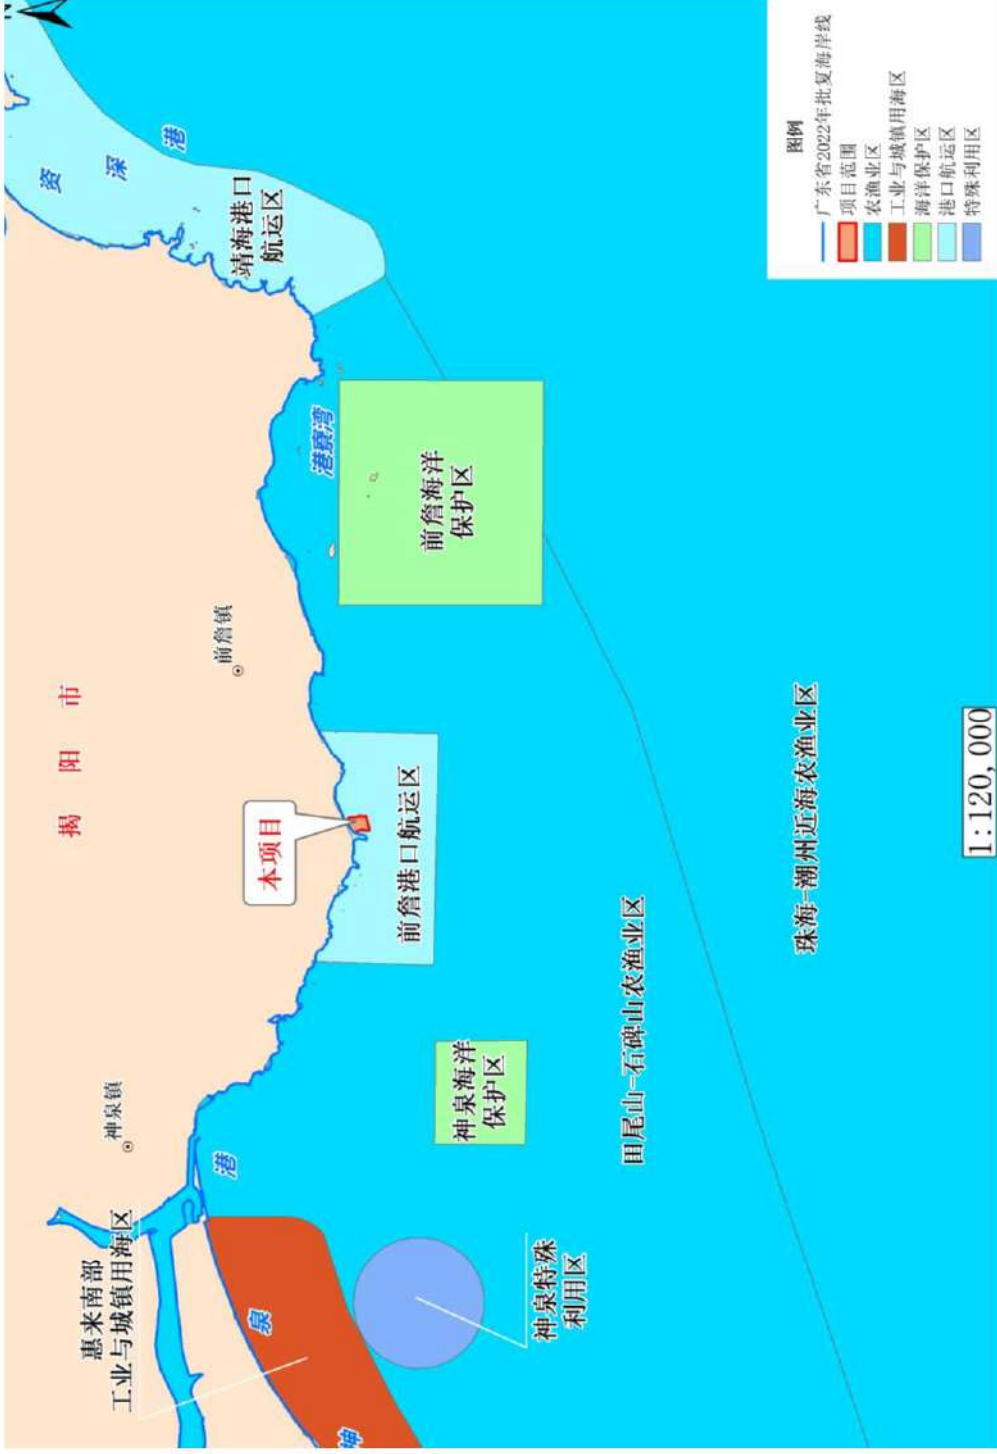 N
资深港
靖海港口
航运区
揭阳市
港寮湾
前詹镇
前詹海洋
保护区
本项目
前詹港口航运区
神泉镇
神泉海洋
保护区
惠来南部
工业与城镇用海区
神泉港
神泉特殊
利用区
田尾山-石碑山农渔业区
珠海-潮州近海农渔业区
图例
广东省2022年批复海岸线
项目范围
农渔业区
工业与城镇用海区
海洋保护区
港口航运区
特殊利用区
1:120,000